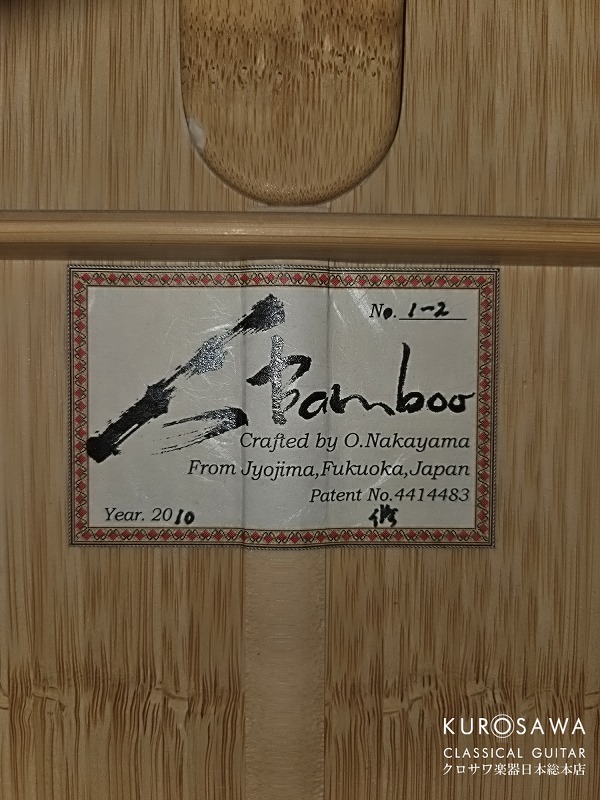 No. 1-2
Bamboo
Crafted by O.Nakayama
From Jyojima,Fukuoka,Japan
Patent No.4414483
Year. 2010
修
KUROSAWA
CLASSICAL GUITAR
クロサワ楽器日本総本店